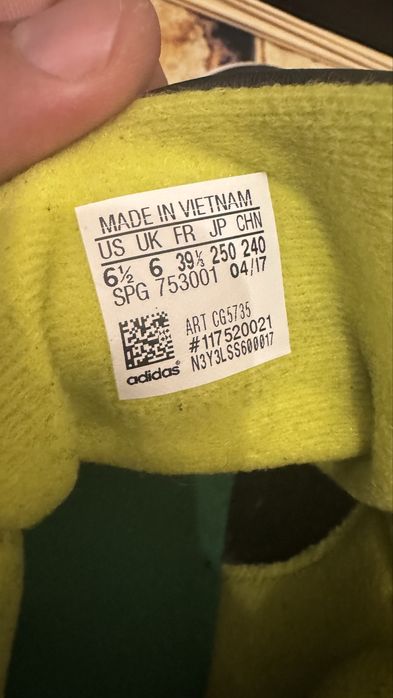 MADE IN VIETNAM
US UK FR JP CHN
6½ 6 39⅓ 250 240
SPG 753001 04/17
ART CG5735
#117520021
N3Y3LSS600017
adidas